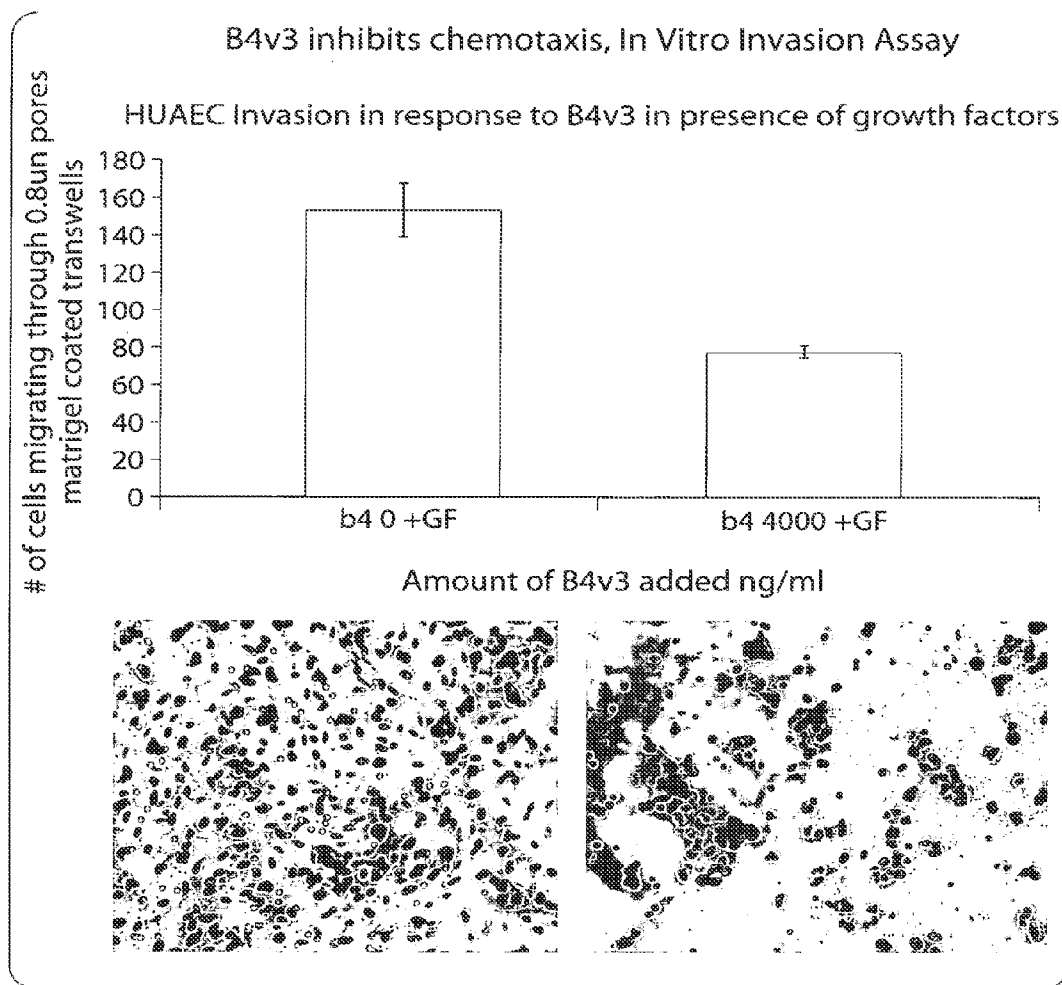 B4v3 inhibits chemotaxis, In Vitro Invasion Assay
HUAEC Invasion in response to B4v3 in presence of growth factors
# of cells migrating through 0.8un pores
matrigel coated transwells
180
160
140
120
100
80
60
40
20
0
b4 0 +GF
b4 4000 +GF
Amount of B4v3 added ng/ml